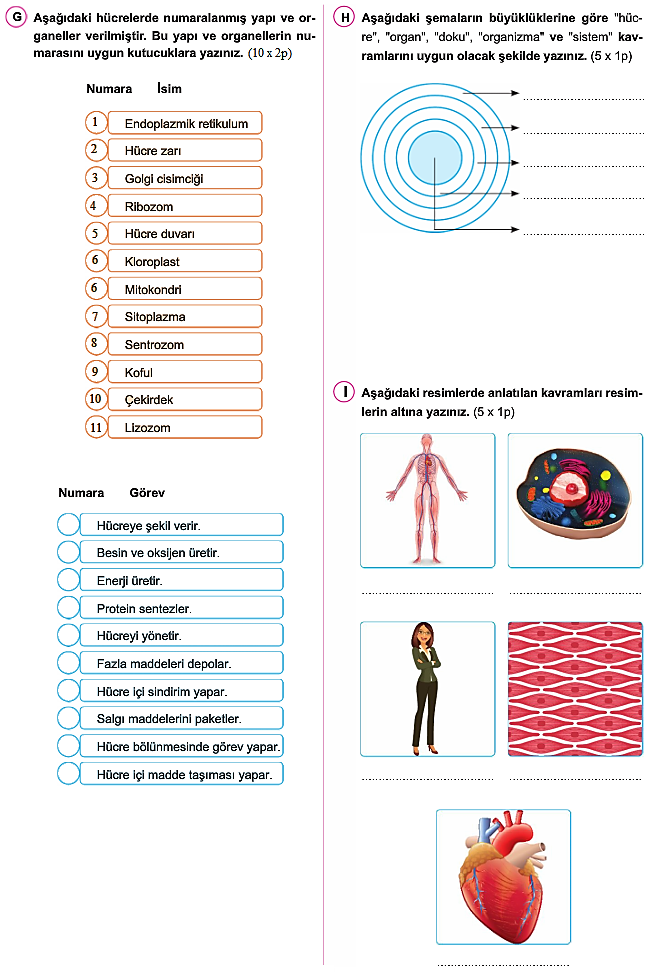 G Aşağıdaki hücrelerde numaralanmış yapı ve or-
ganeller verilmiştir. Bu yapı ve organellerin nu-
marasını uygun kutucuklara yazınız. (10 x 2p)
Numara İsim
1 Endoplazmik retikulum
2 Hücre zarı
3 Golgi cisimciği
4 Ribozom
5 Hücre duvarı
6 Kloroplast
6 Mitokondri
7 Sitoplazma
8 Sentrozom
9 Koful
10 Çekirdek
11 Lizozom
Numara Görev
Hücreye şekil verir.
Besin ve oksijen üretir.
Enerji üretir.
Protein sentezler.
Hücreyi yönetir.
Fazla maddeleri depolar.
Hücre içi sindirim yapar.
Salgı maddelerini paketler.
Hücre bölünmesinde görev yapar.
Hücre içi madde taşıması yapar.
H Aşağıdaki şemaların büyüklüklerine göre "hüc-
re", "organ", "doku", "organizma" ve "sistem" kav-
ramlarını uygun olacak şekilde yazınız. (5 x 1p)
I Aşağıdaki resimlerde anlatılan kavramları resim-
lerin altına yazınız. (5 x 1p)